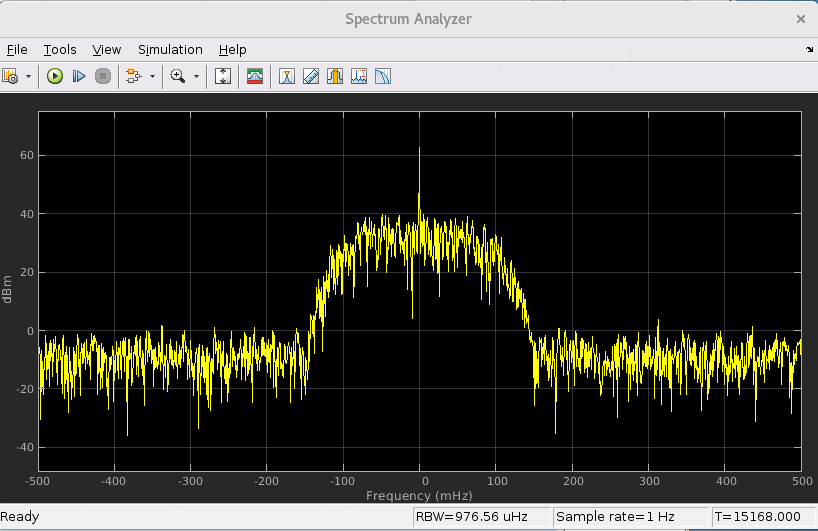 Spectrum Analyzer
File Tools View Simulation Help
60
40
20
0
-20
-40
dBm
-500 -400 -300 -200 -100 0 100 200 300 400 500
Frequency (mHz)
Ready RBW=976.56 uHz Sample rate=1 Hz T=15168.000